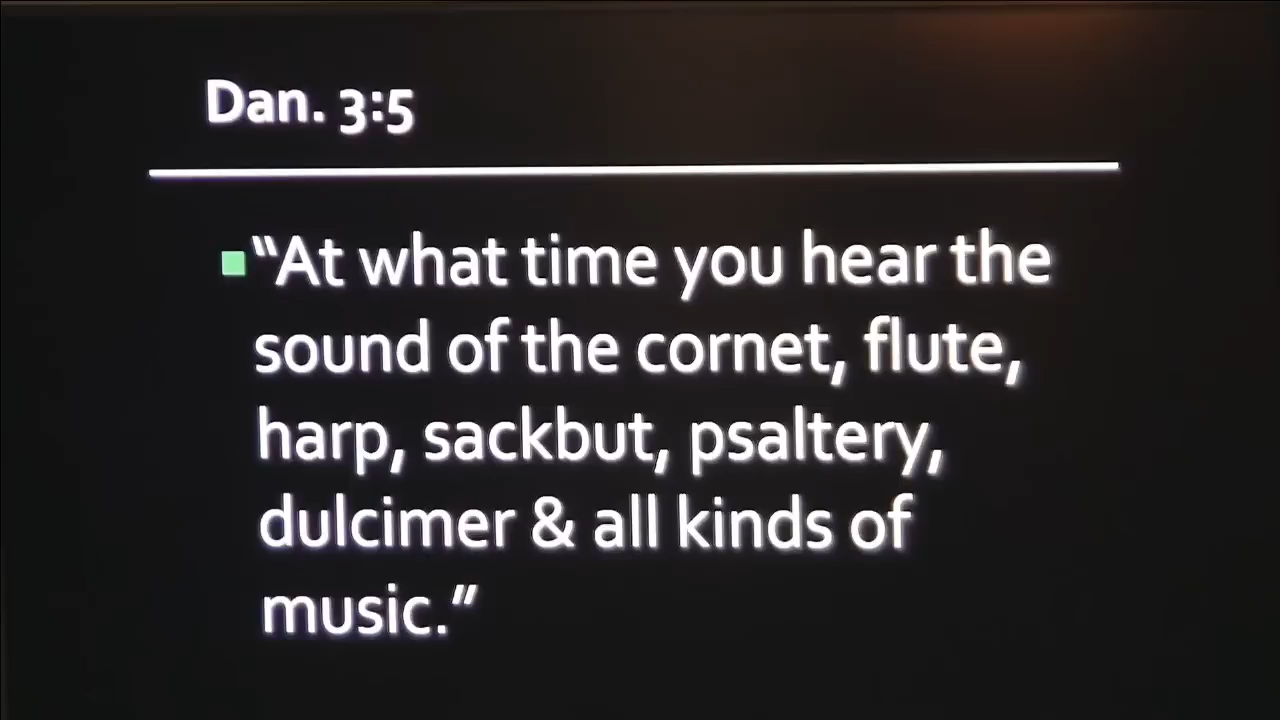 Dan. 3:5
“At what time you hear the
sound of the cornet, flute,
harp, sackbut, psaltery,
dulcimer & all kinds of
music.”